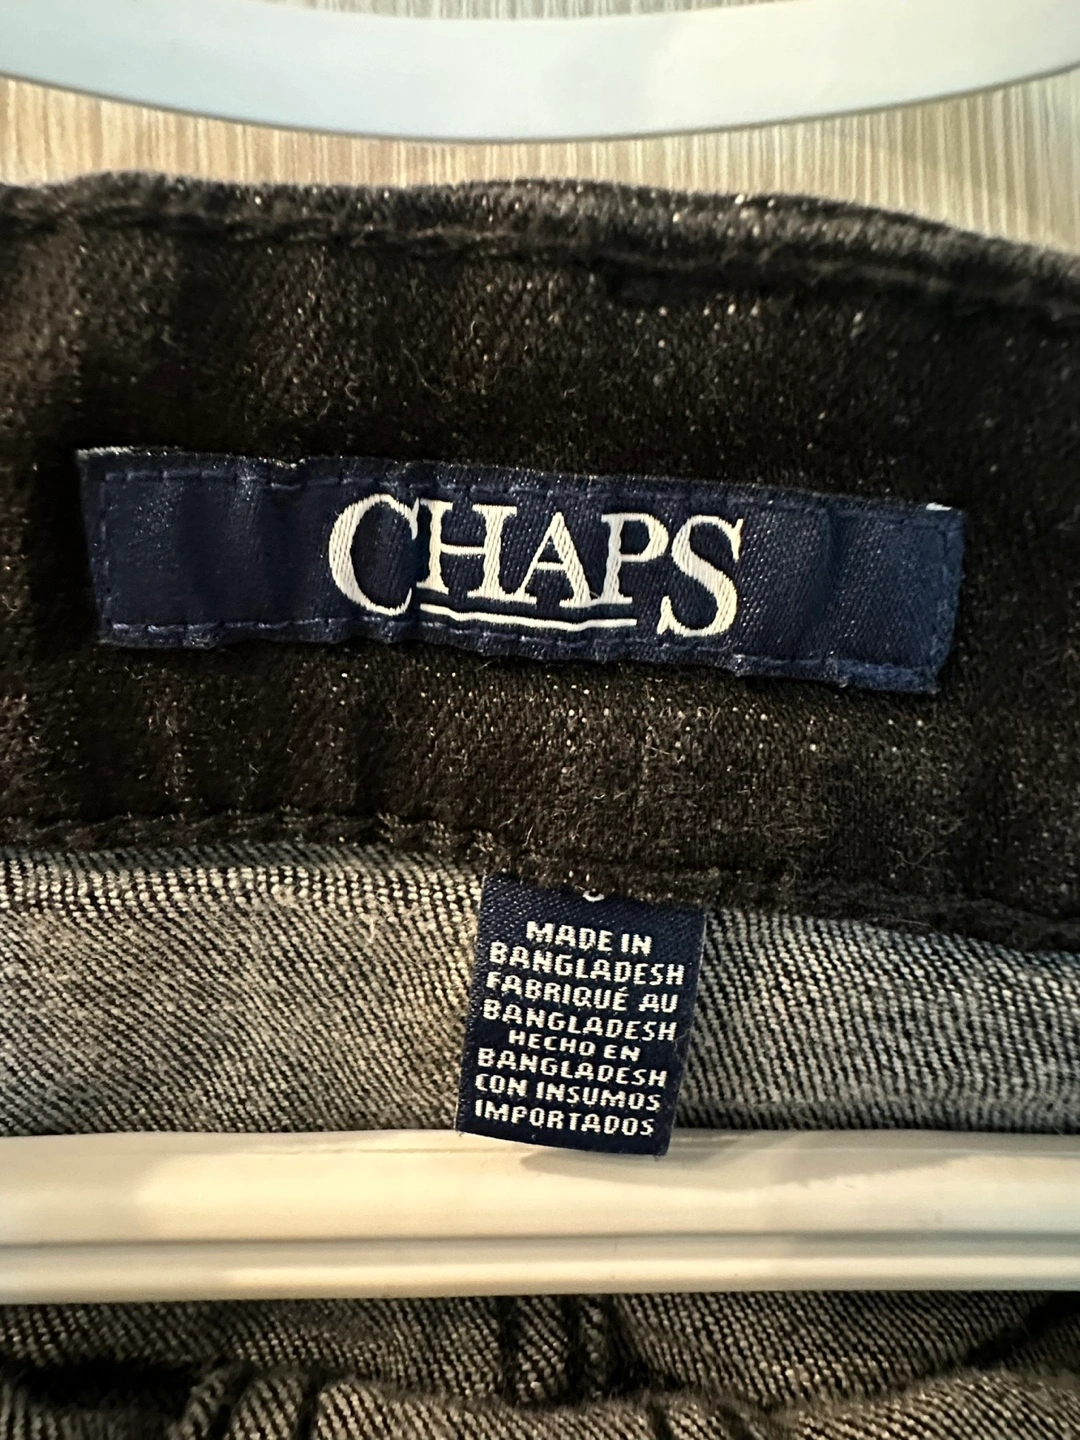 CHAPS
MADE IN
BANGLADESH
FABRIQUÉ AU
BANGLADESH
HECHO EN
BANGLADESH
CON INSUMOS
IMPORTADOS